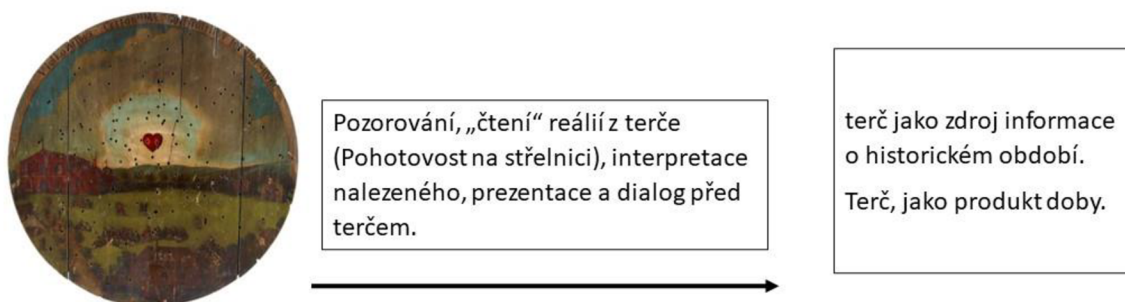 Pozorování, „čtení“ reálií z terče
(Pohotovost na střelnici), interpretace
nalezeného, prezentace a dialog před
terčem.
terč jako zdroj informace
o historickém období.
Terč, jako produkt doby.